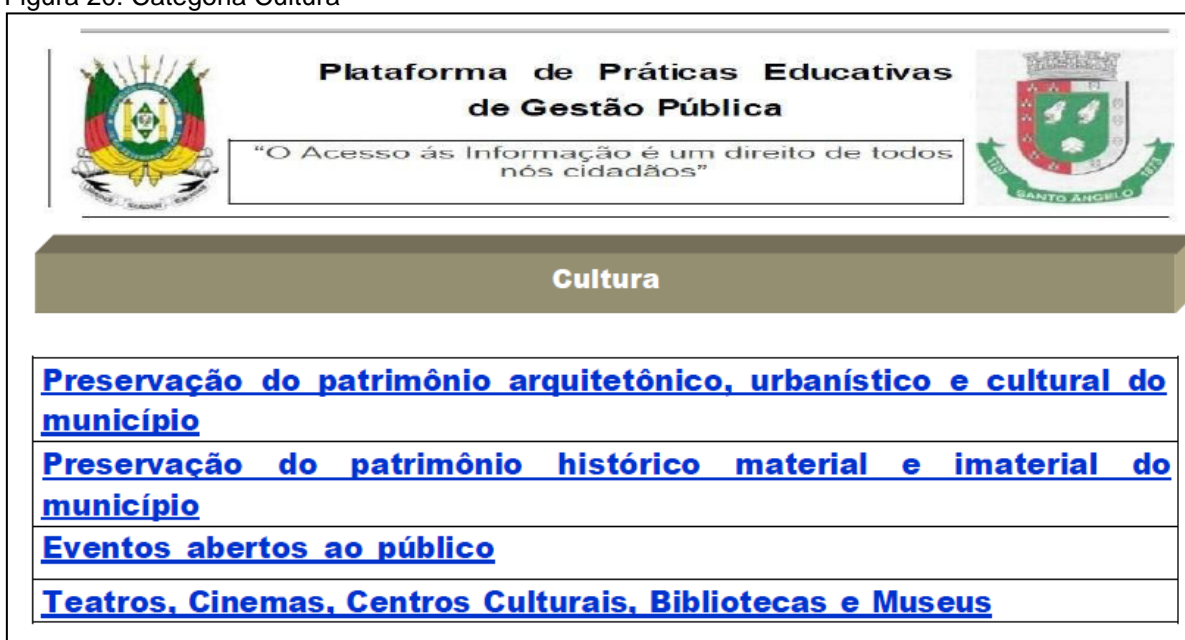 Figura 20: Categoria Cultura
Plataforma de Práticas Educativas
de Gestão Pública
"O Acesso ás Informação é um direito de todos
nós cidadãos"
1707 SANTO ÂNGELO 1873
Cultura
Preservação do patrimônio arquitetônico, urbanístico e cultural do
município
Preservação do patrimônio histórico material e imaterial do
município
Eventos abertos ao público
Teatros, Cinemas, Centros Culturais, Bibliotecas e Museus